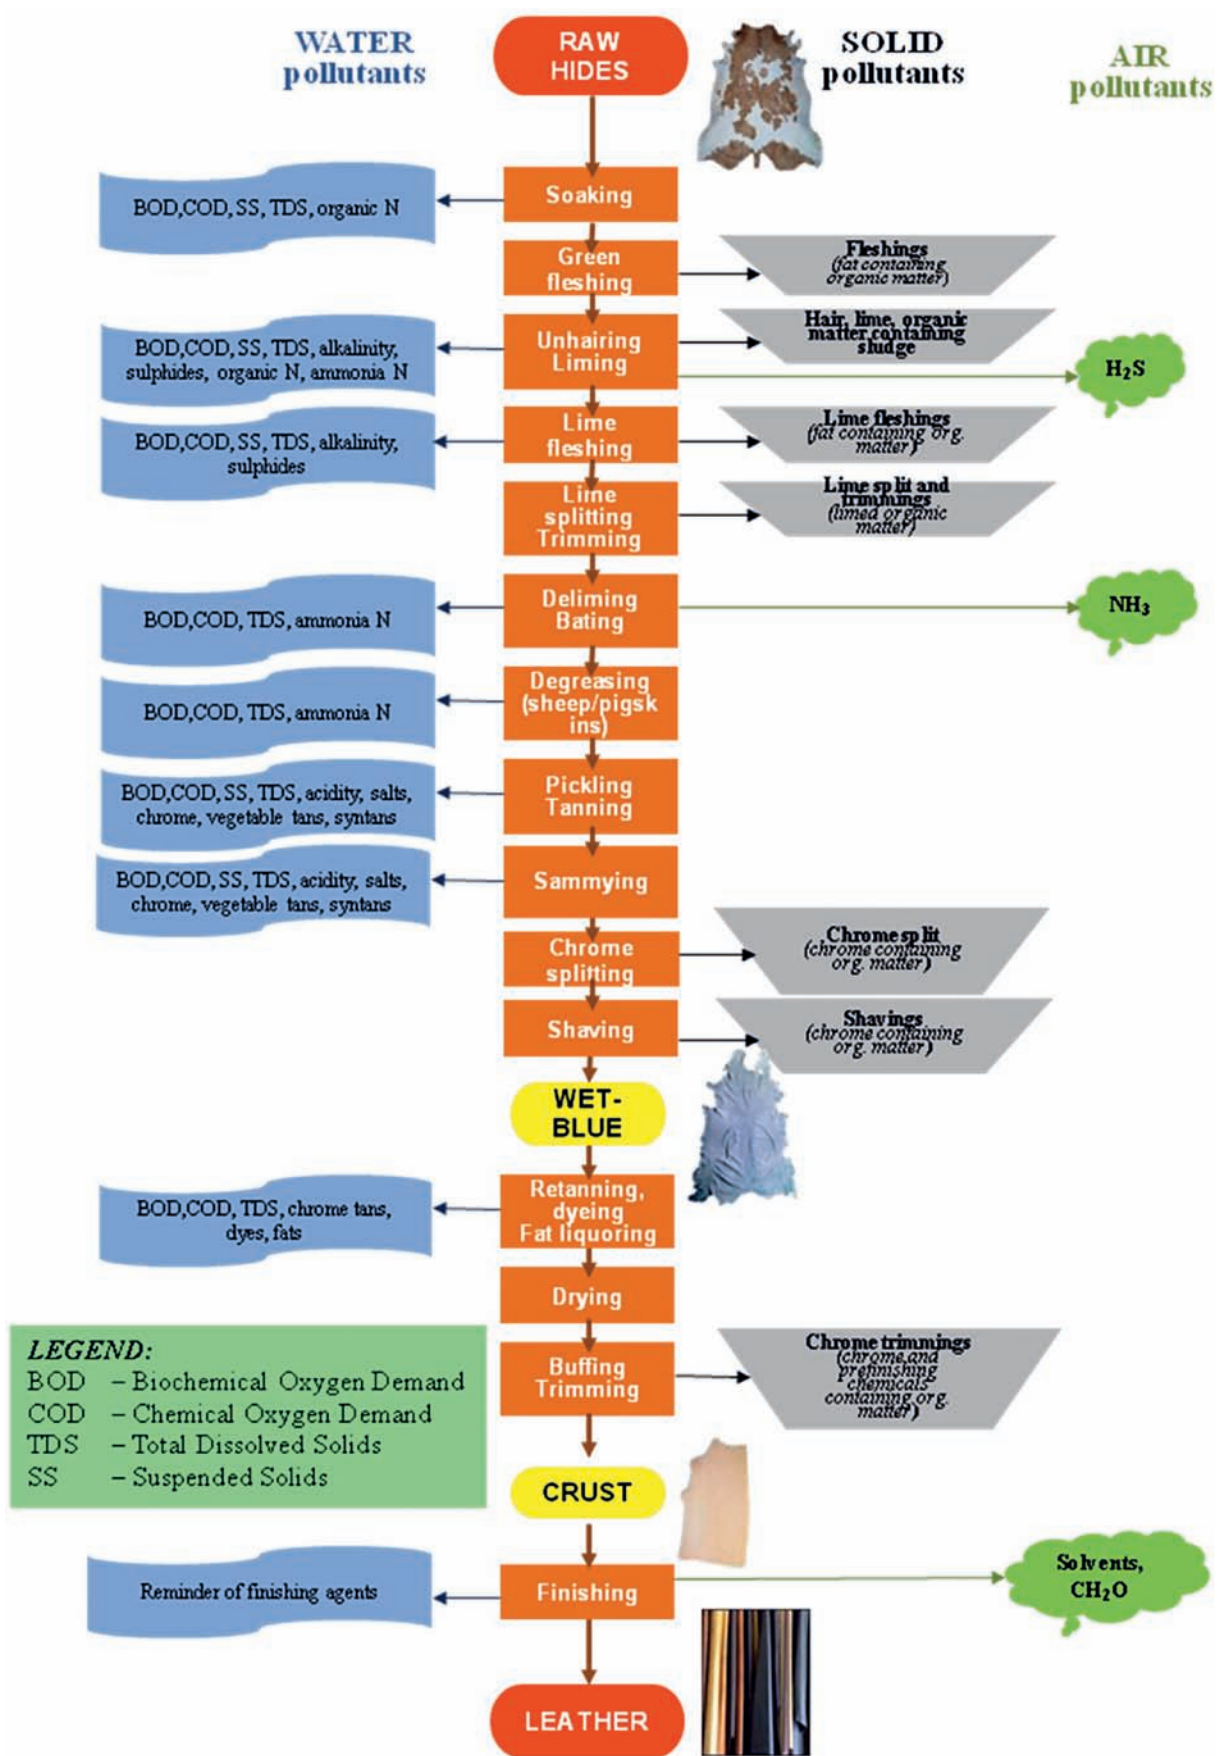 WATER
pollutants
RAW
HIDES
SOLID
pollutants
AIR
pollutants
Soaking
BOD,COD, SS, TDS, organic N
Green
fleshing
Fleshings
(fat containing
organic matter)
Unhairing
Liming
BOD,COD, SS, TDS, alkalinity,
sulphides, organic N, ammonia N
Hair, lime, organic
matter containing
sludge
H₂S
Lime
fleshing
BOD,COD, SS, TDS, alkalinity,
sulphides
Lime fleshings
(fat containing org.
matter)
Lime
splitting
Trimming
Lime split and
trimmings
(limed organic
matter)
Deliming
Bating
BOD,COD, TDS, ammonia N
NH₃
Degreasing
(sheep/pigsk
ins)
BOD,COD, TDS, ammonia N
Pickling
Tanning
BOD,COD, SS, TDS, acidity, salts,
chrome, vegetable tans, syntans
Sammying
BOD,COD, SS, TDS, acidity, salts,
chrome, vegetable tans, syntans
Chrome
splitting
Chrome split
(chrome containing
org. matter)
Shaving
Shavings
(chrome containing
org. matter)
WET-
BLUE
Retanning,
dyeing
Fat liquoring
BOD,COD, TDS, chrome tans,
dyes, fats
Drying
Buffing
Trimming
Chrome trimmings
(chrome and
prefinishing
chemicals
containing org.
matter)
LEGEND:
BOD – Biochemical Oxygen Demand
COD – Chemical Oxygen Demand
TDS – Total Dissolved Solids
SS – Suspended Solids
CRUST
Finishing
Reminder of finishing agents
Solvents,
CH₂O
LEATHER